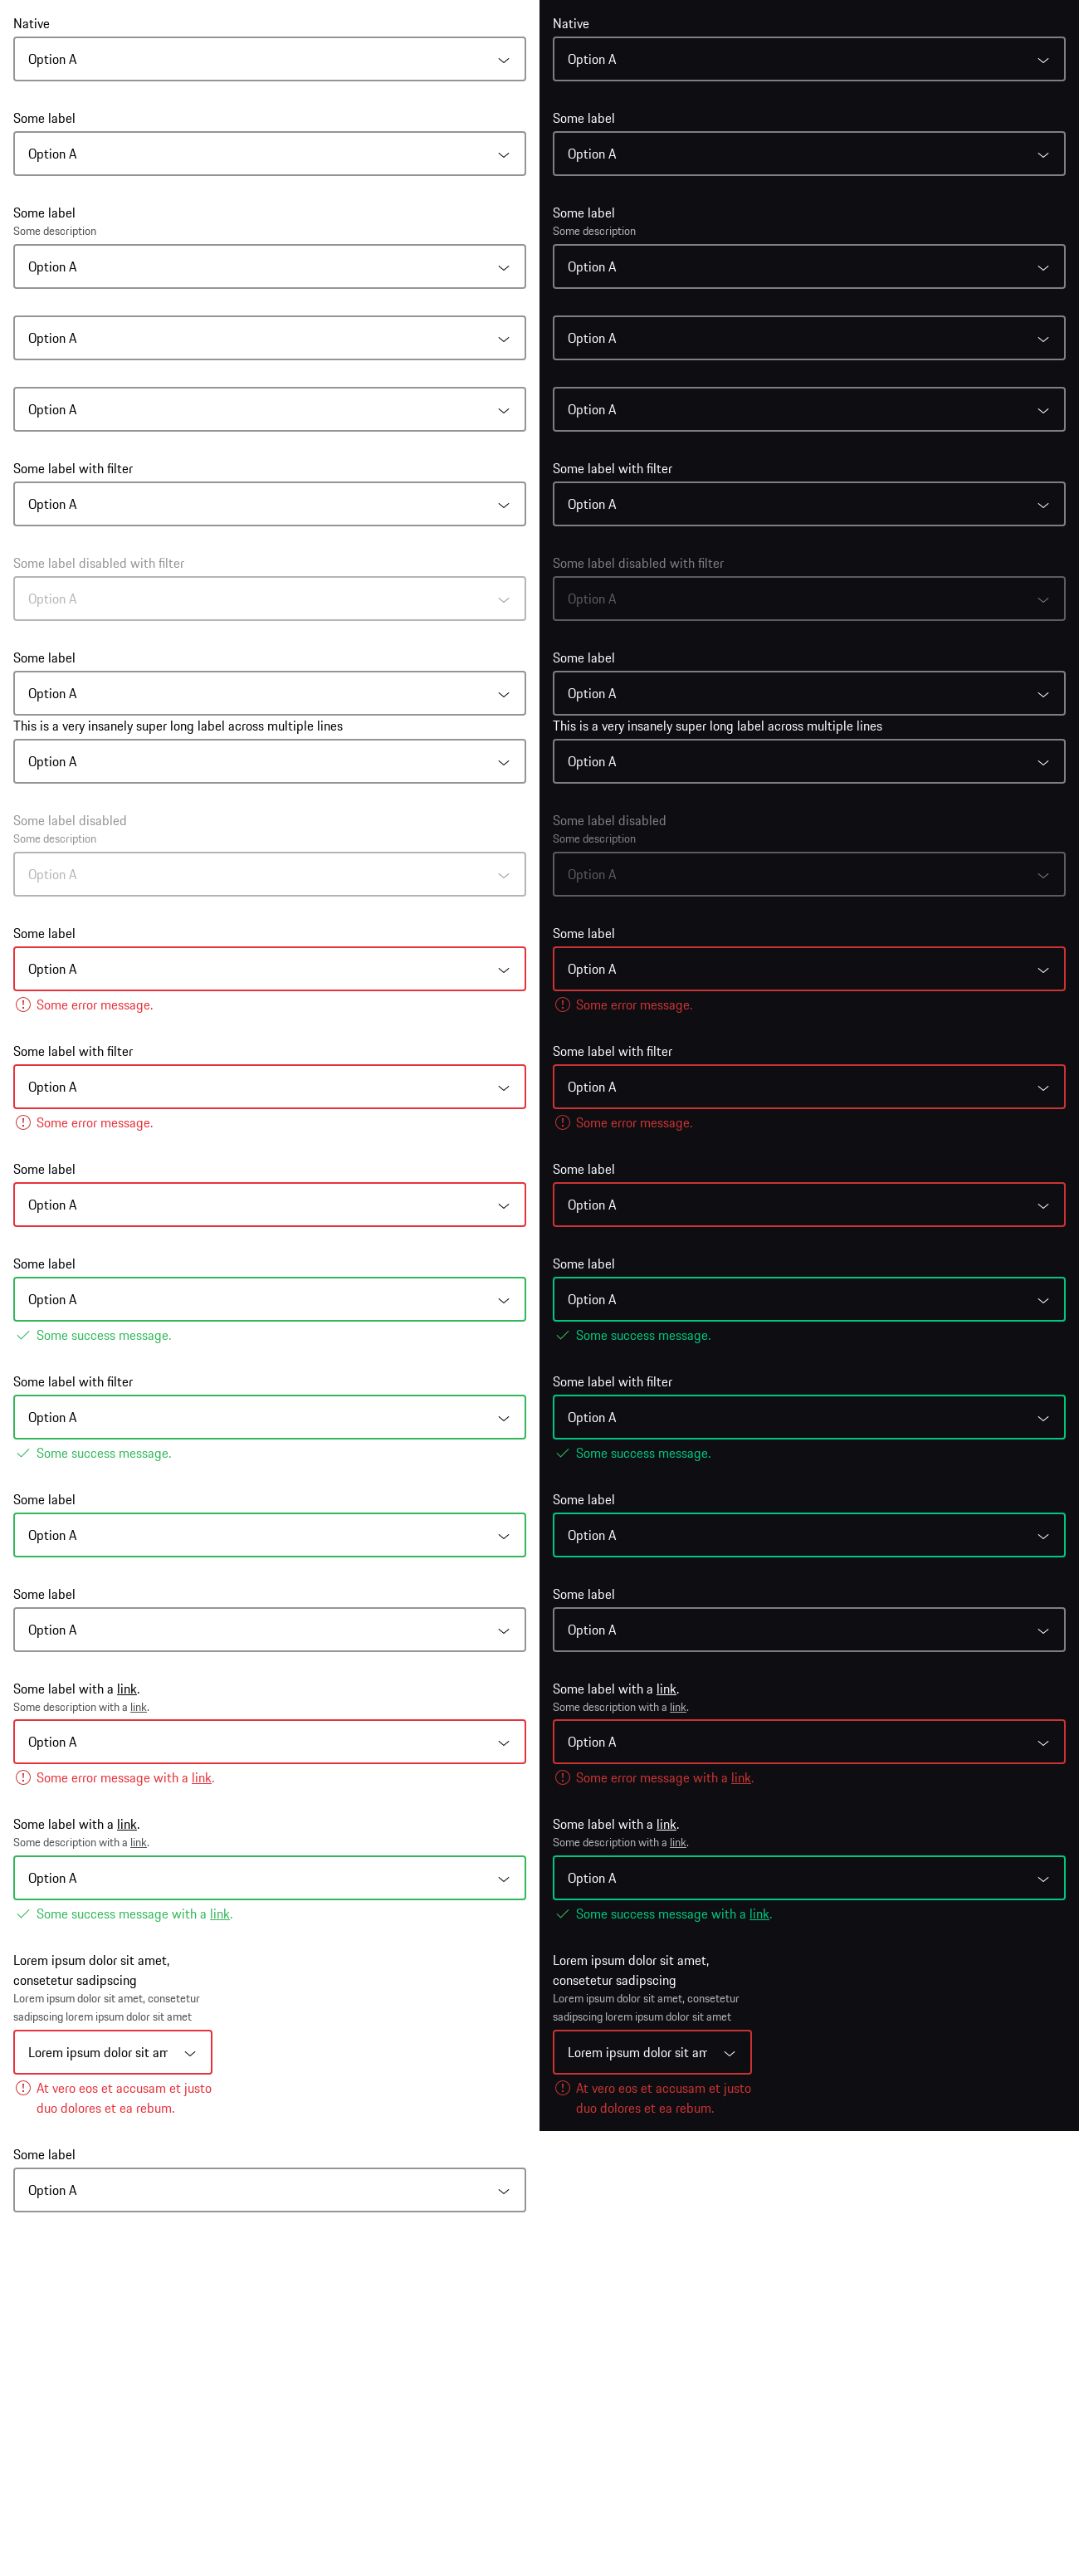 Native
Option A
Some label
Option A
Some label
Some description
Option A
Option A
Option A
Some label with filter
Option A
Some label disabled with filter
Option A
Some label
Option A
This is a very insanely super long label across multiple lines
Option A
Some label disabled
Some description
Option A
Some label
Option A
Some error message.
Some label with filter
Option A
Some error message.
Some label
Option A
Some label
Option A
Some success message.
Some label with filter
Option A
Some success message.
Some label
Option A
Some label
Option A
Some label with a link.
Some description with a link.
Option A
Some error message with a link.
Some label with a link.
Some description with a link.
Option A
Some success message with a link.
Lorem ipsum dolor sit amet,
consetetur sadipscing
Lorem ipsum dolor sit amet, consetetur
sadipscing lorem ipsum dolor sit amet
Lorem ipsum dolor sit am
At vero eos et accusam et justo
duo dolores et ea rebum.
Some label
Option A
Native
Option A
Some label
Option A
Some label
Some description
Option A
Option A
Option A
Some label with filter
Option A
Some label disabled with filter
Option A
Some label
Option A
This is a very insanely super long label across multiple lines
Option A
Some label disabled
Some description
Option A
Some label
Option A
Some error message.
Some label with filter
Option A
Some error message.
Some label
Option A
Some label
Option A
Some success message.
Some label with filter
Option A
Some success message.
Some label
Option A
Some label
Option A
Some label with a link.
Some description with a link.
Option A
Some error message with a link.
Some label with a link.
Some description with a link.
Option A
Some success message with a link.
Lorem ipsum dolor sit amet,
consetetur sadipscing
Lorem ipsum dolor sit amet, consetetur
sadipscing lorem ipsum dolor sit amet
Lorem ipsum dolor sit am
At vero eos et accusam et justo
duo dolores et ea rebum.